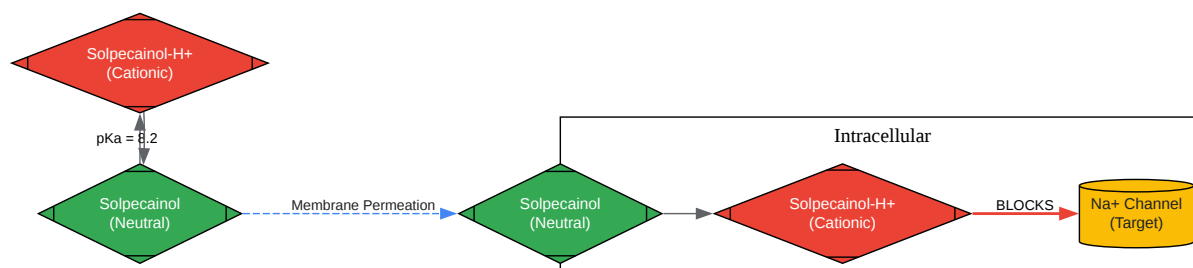 Solpecainol-H+
(Cationic)
pKa = 8.2
Intracellular
Solpecainol
(Neutral)
Membrane Permeation
Solpecainol
(Neutral)
Solpecainol-H+
(Cationic)
BLOCKS
Na+ Channel
(Target)